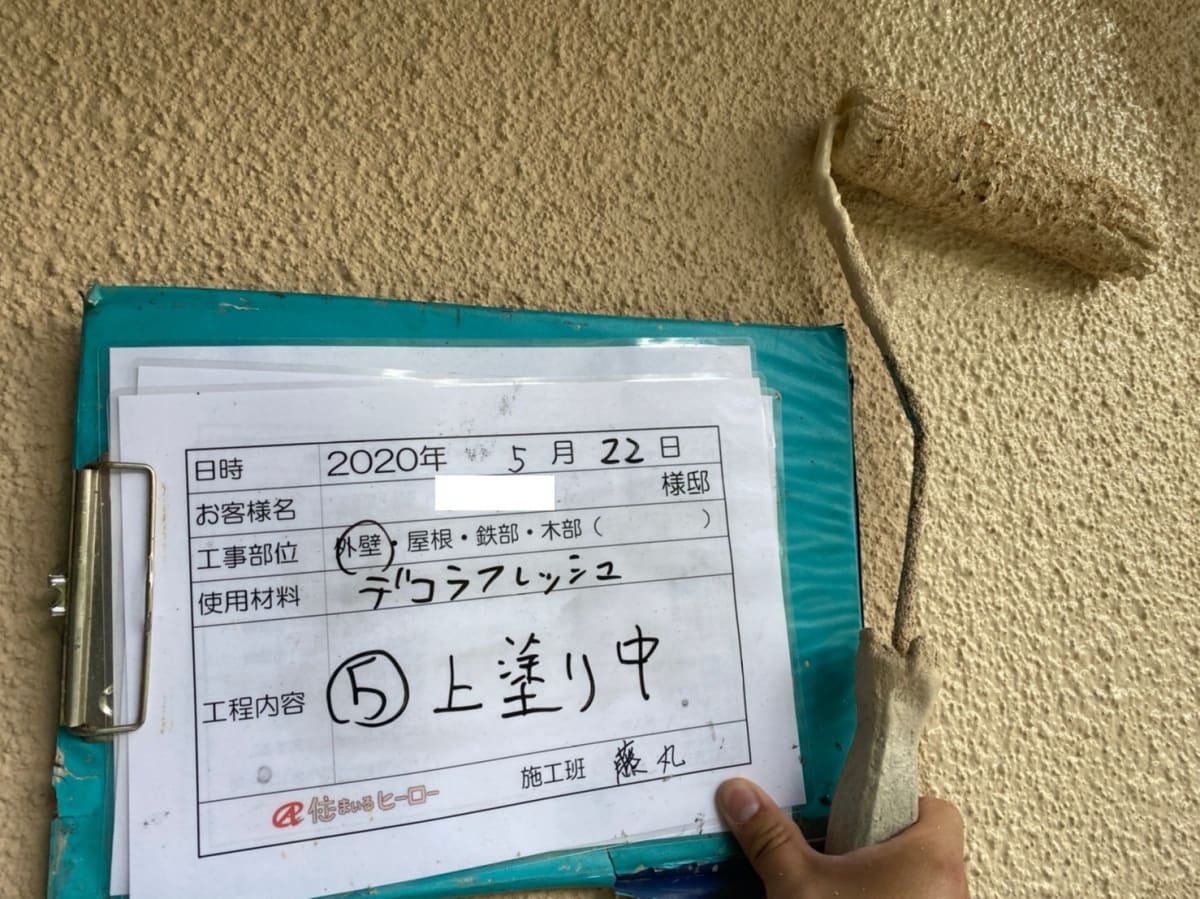 日時 2020年 5月 22日
お客様名 様邸
工事部位 外壁・屋根・鉄部・木部（ ）
使用材料 デコラフレッシュ
工程内容 ⑤ 上塗り中
施工班 藤丸
住まいるヒーロー